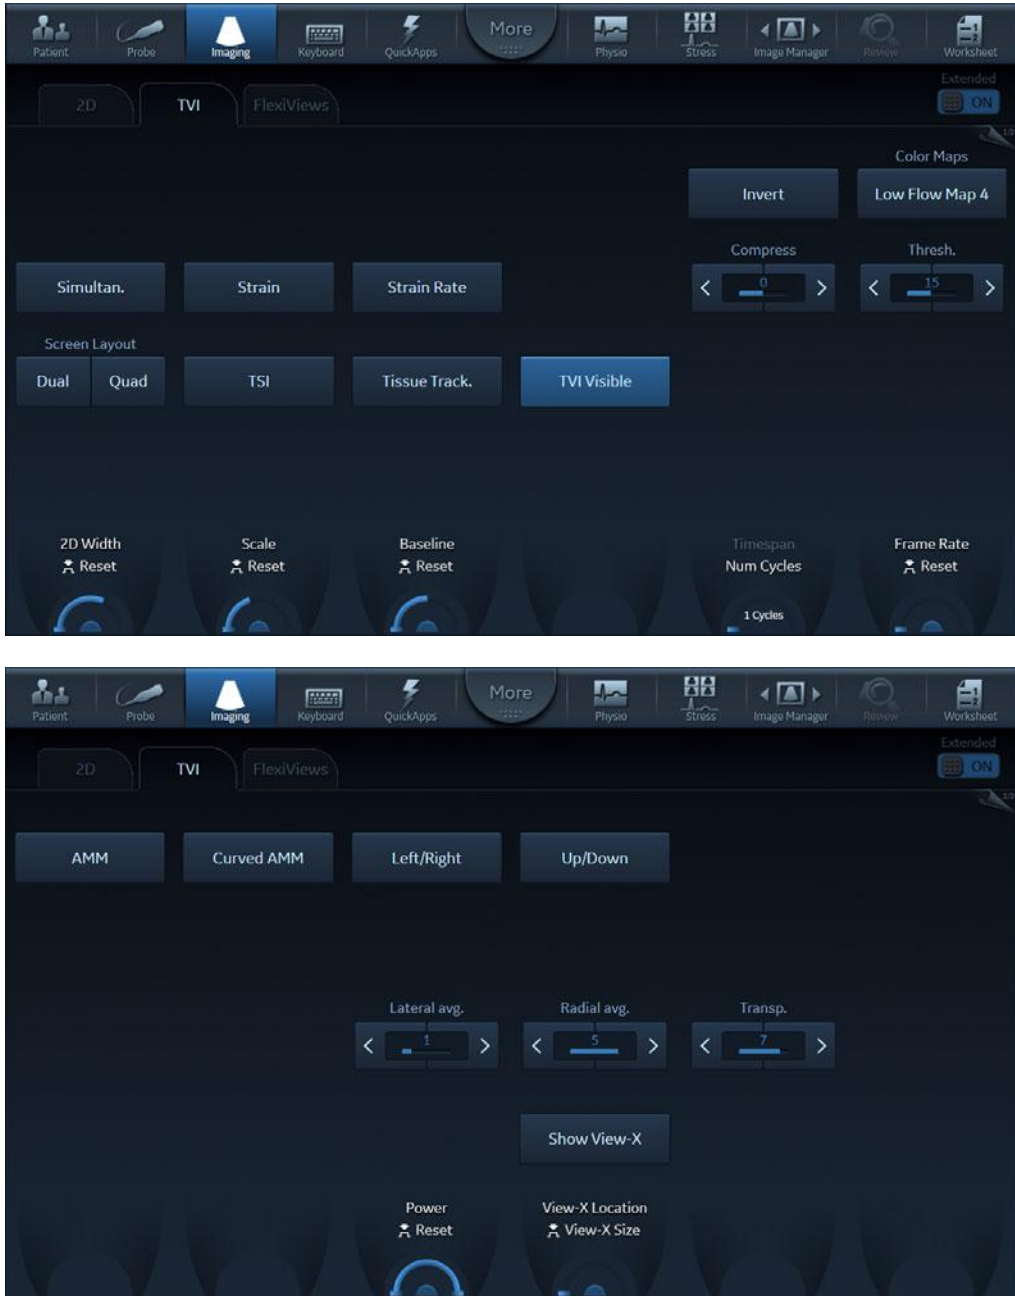 Patient Probe Imaging Keyboard QuickApps More Physio Stress Image Manager Review Worksheet
Extended
2D TVI FlexiViews ON
1/2
Color Maps
Invert Low Flow Map 4
Compress Thresh.
Simultan. Strain Strain Rate < 0 > < 15 >
Screen Layout
Dual Quad TSI Tissue Track. TVI Visible
2D Width Scale Baseline Timespan Frame Rate
Reset Reset Reset Num Cycles Reset
1 Cycles
Patient Probe Imaging Keyboard QuickApps More Physio Stress Image Manager Review Worksheet
Extended
2D TVI FlexiViews ON
2/2
AMM Curved AMM Left/Right Up/Down
Lateral avg. Radial avg. Transp.
< 1 > < 5 > < 7 >
Show View-X
Power View-X Location
Reset View-X Size